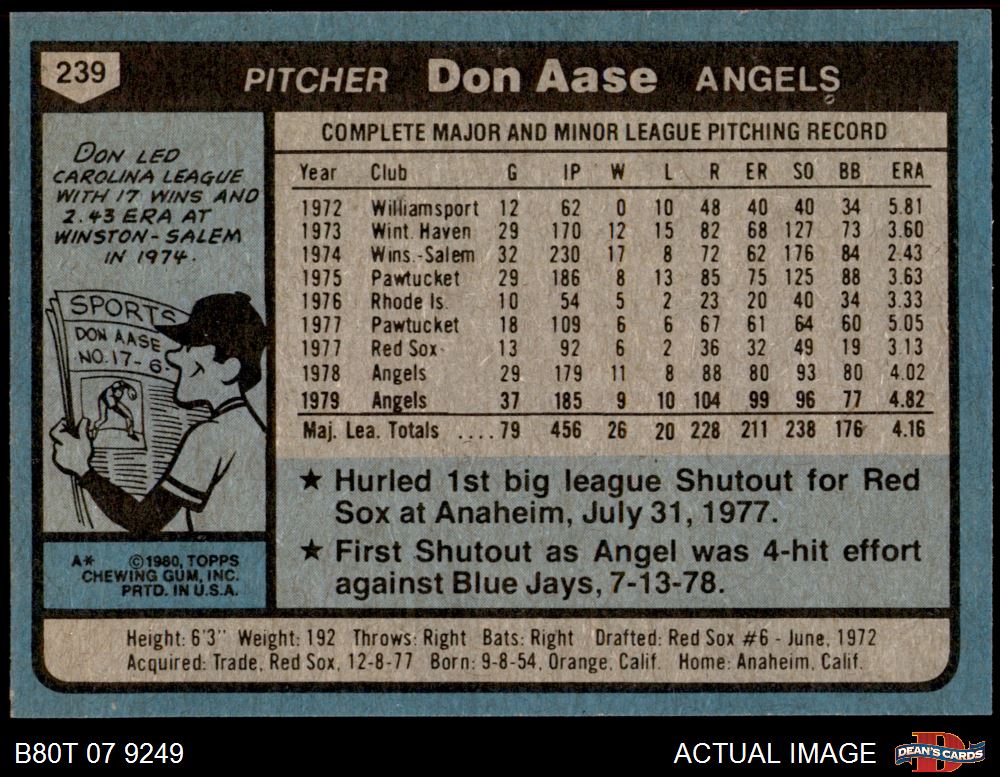 239
PITCHER Don Aase ANGELS
DON LED
CAROLINA LEAGUE
WITH 17 WINS AND
2.43 ERA AT
WINSTON-SALEM
IN 1974.
SPORTS
DON AASE
NO. 17-6-
A* ©1980, TOPPS
CHEWING GUM, INC.
PRTD. IN U.S.A.
COMPLETE MAJOR AND MINOR LEAGUE PITCHING RECORD
Year Club G IP W L R ER SO BB ERA
1972 Williamsport 12 62 0 10 48 40 40 34 5.81
1973 Wint. Haven 29 170 12 15 82 68 127 73 3.60
1974 Wins.-Salem 32 230 17 8 72 62 176 84 2.43
1975 Pawtucket 29 186 8 13 85 75 125 88 3.63
1976 Rhode Is. 10 54 5 2 23 20 40 34 3.33
1977 Pawtucket 18 109 6 6 67 61 64 60 5.05
1977 Red Sox 13 92 6 2 36 32 49 19 3.13
1978 Angels 29 179 11 8 88 80 93 80 4.02
1979 Angels 37 185 9 10 104 99 96 77 4.82
Maj. Lea. Totals ....79 456 26 20 228 211 238 176 4.16
★ Hurled 1st big league Shutout for Red
Sox at Anaheim, July 31, 1977.
★ First Shutout as Angel was 4-hit effort
against Blue Jays, 7-13-78.
Height: 6'3" Weight: 192 Throws: Right Bats: Right Drafted: Red Sox #6 - June, 1972
Acquired: Trade, Red Sox, 12-8-77 Born: 9-8-54, Orange, Calif. Home: Anaheim, Calif.
B80T 07 9249
ACTUAL IMAGE
D
DEAN'S CARDS